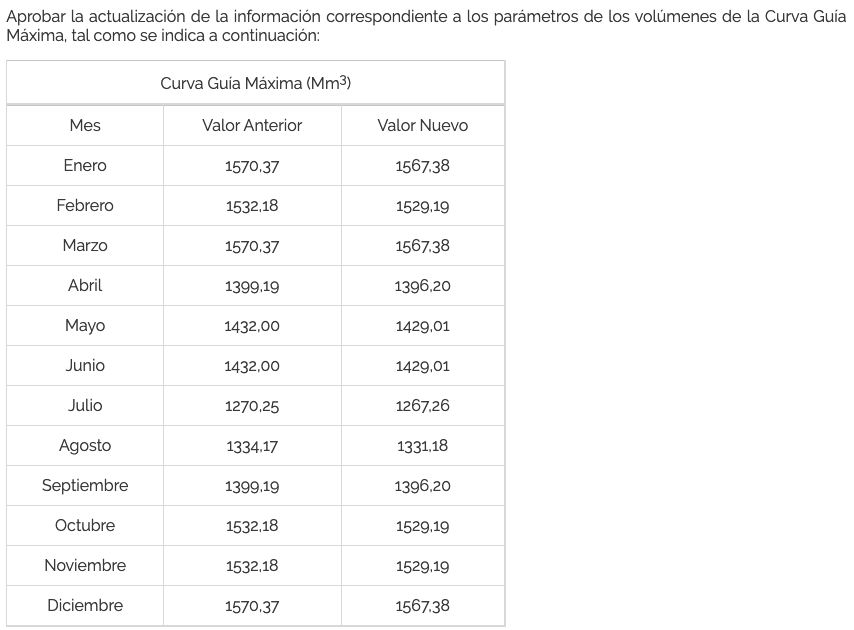 Aprobar la actualización de la información correspondiente a los parámetros de los volúmenes de la Curva Guía
Máxima, tal como se indica a continuación:
Curva Guía Máxima (Mm³)
Mes Valor Anterior Valor Nuevo
Enero 1570,37 1567,38
Febrero 1532,18 1529,19
Marzo 1570,37 1567,38
Abril 1399,19 1396,20
Mayo 1432,00 1429,01
Junio 1432,00 1429,01
Julio 1270,25 1267,26
Agosto 1334,17 1331,18
Septiembre 1399,19 1396,20
Octubre 1532,18 1529,19
Noviembre 1532,18 1529,19
Diciembre 1570,37 1567,38